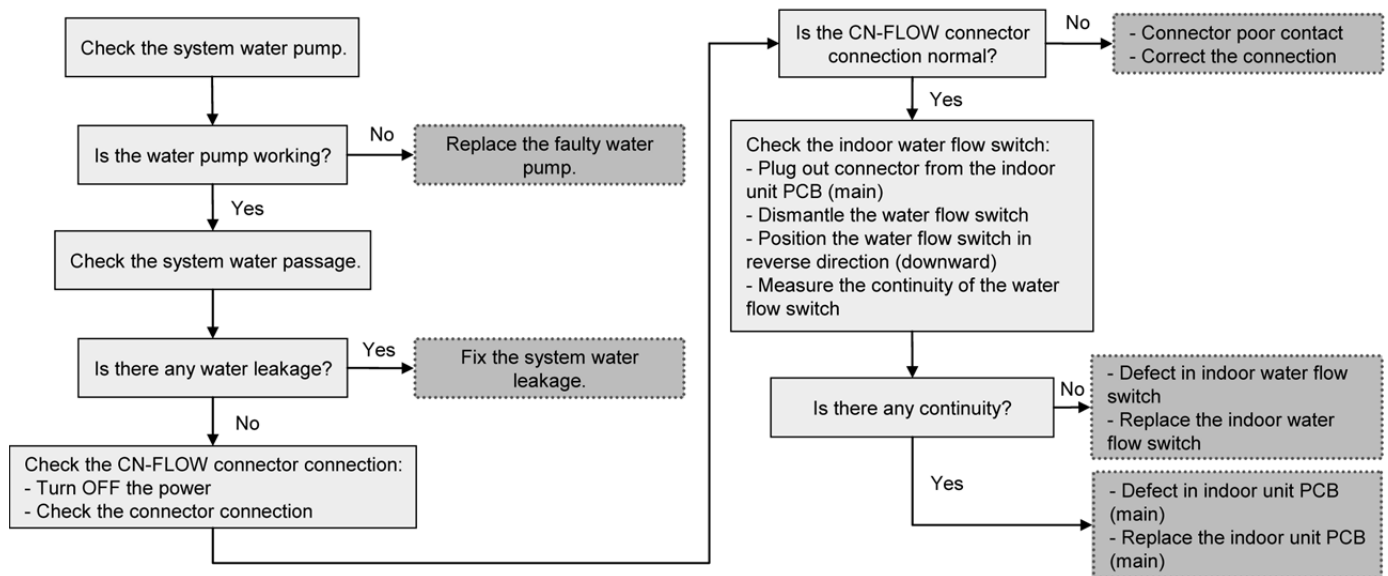 Check the system water pump.
Is the water pump working?
No
Replace the faulty water
pump.
Yes
Check the system water passage.
Is there any water leakage?
Yes
Fix the system water
leakage.
No
Check the CN-FLOW connector connection:
- Turn OFF the power
- Check the connector connection
Is the CN-FLOW connector
connection normal?
No
- Connector poor contact
- Correct the connection
Yes
Check the indoor water flow switch:
- Plug out connector from the indoor
unit PCB (main)
- Dismantle the water flow switch
- Position the water flow switch in
reverse direction (downward)
- Measure the continuity of the water
flow switch
Is there any continuity?
No
- Defect in indoor water flow
switch
- Replace the indoor water
flow switch
Yes
- Defect in indoor unit PCB
(main)
- Replace the indoor unit PCB
(main)